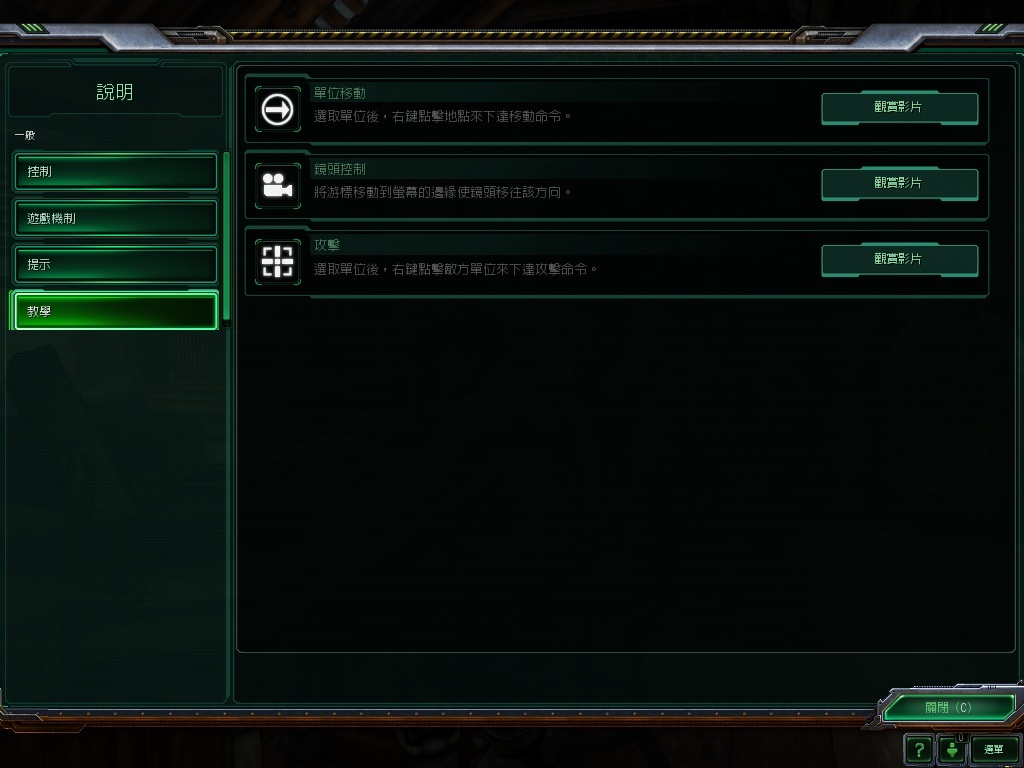 說明
一般
控制
遊戲機制
提示
教學
單位移動
選取單位後，右鍵點擊地點來下達移動命令。
觀賞影片
鏡頭控制
將游標移動到螢幕的邊緣使鏡頭移往該方向。
觀賞影片
攻擊
選取單位後，右鍵點擊敵方單位來下達攻擊命令。
觀賞影片
關閉 (C)
?
U
選單